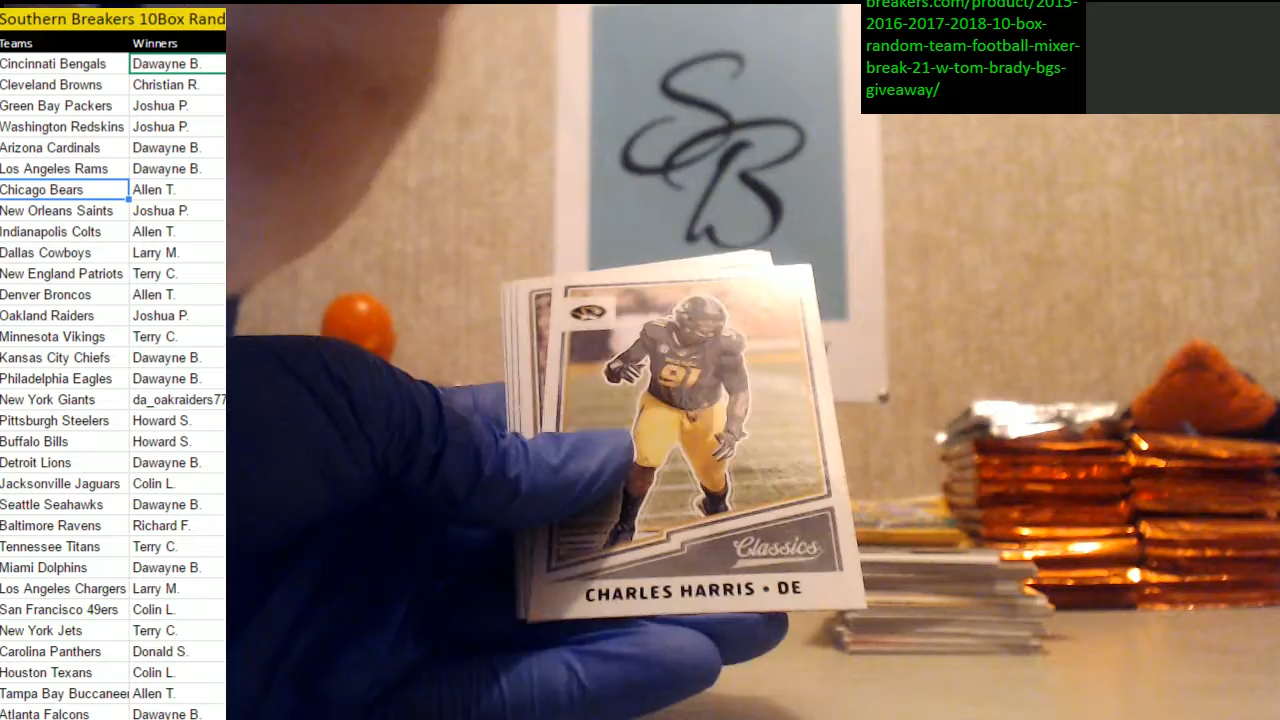 Southern Breakers 10Box Rand
Teams Winners
Cincinnati Bengals Dawayne B.
Cleveland Browns Christian R.
Green Bay Packers Joshua P.
Washington Redskins Joshua P.
Arizona Cardinals Dawayne B.
Los Angeles Rams Dawayne B.
Chicago Bears Allen T.
New Orleans Saints Joshua P.
Indianapolis Colts Allen T.
Dallas Cowboys Larry M.
New England Patriots Terry C.
Denver Broncos Allen T.
Oakland Raiders Joshua P.
Minnesota Vikings Terry C.
Kansas City Chiefs Dawayne B.
Philadelphia Eagles Dawayne B.
New York Giants da_oakraiders77
Pittsburgh Steelers Howard S.
Buffalo Bills Howard S.
Detroit Lions Dawayne B.
Jacksonville Jaguars Colin L.
Seattle Seahawks Dawayne B.
Baltimore Ravens Richard F.
Tennessee Titans Terry C.
Miami Dolphins Dawayne B.
Los Angeles Chargers Larry M.
San Francisco 49ers Colin L.
New York Jets Terry C.
Carolina Panthers Donald S.
Houston Texans Colin L.
Tampa Bay Buccaneer Allen T.
Atlanta Falcons Dawayne B.
breakers.com/product/2015-
2016-2017-2018-10-box-
random-team-football-mixer-
break-21-w-tom-brady-bgs-
giveaway/
SB
91
Classics
CHARLES HARRIS • DE